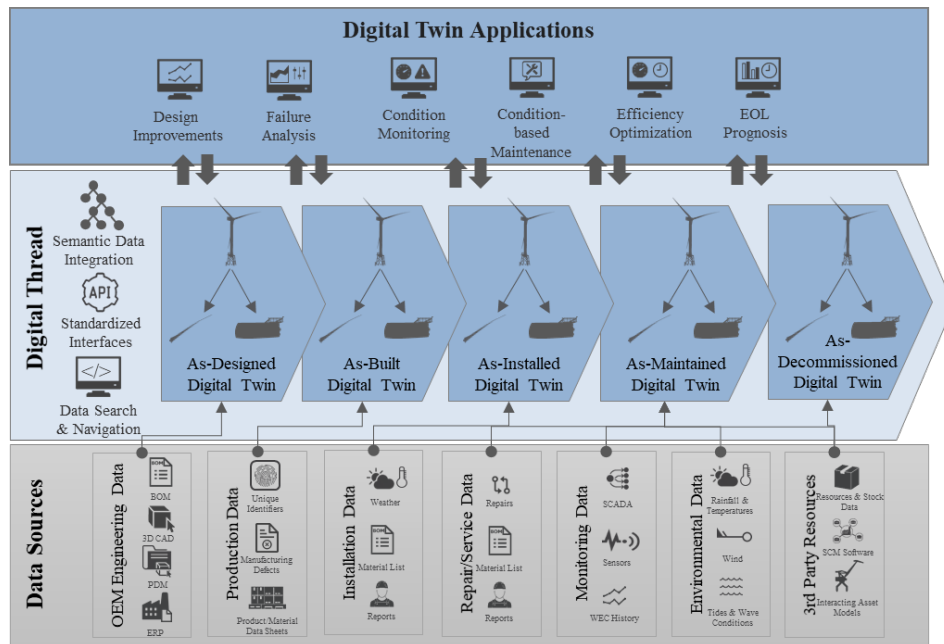 Digital Twin Applications
Design
Improvements
Failure
Analysis
Condition
Monitoring
Condition-
based
Maintenance
Efficiency
Optimization
EOL
Prognosis
Digital Thread
Semantic Data
Integration
API
Standardized
Interfaces
</>
Data Search
& Navigation
As-Designed
Digital Twin
As-Built
Digital Twin
As-Installed
Digital Twin
As-Maintained
Digital Twin
As-
Decommissioned
Digital Twin
Data Sources
OEM Engineering Data
BOM
BOM
3D CAD
PDM
ERP
Production Data
Unique
Identifiers
Manufacturing
Defects
Product/Material
Data Sheets
Installation Data
Weather
BOM
Material List
Reports
Repair/Service Data
Repairs
BOM
Material List
Reports
Monitoring Data
SCADA
Sensors
WEC History
Environmental Data
Rainfall &
Temperatures
Wind
Tides & Wave
Conditions
3rd Party Resources
Resources & Stock
Data
SCM Software
Interacting Asset
Models